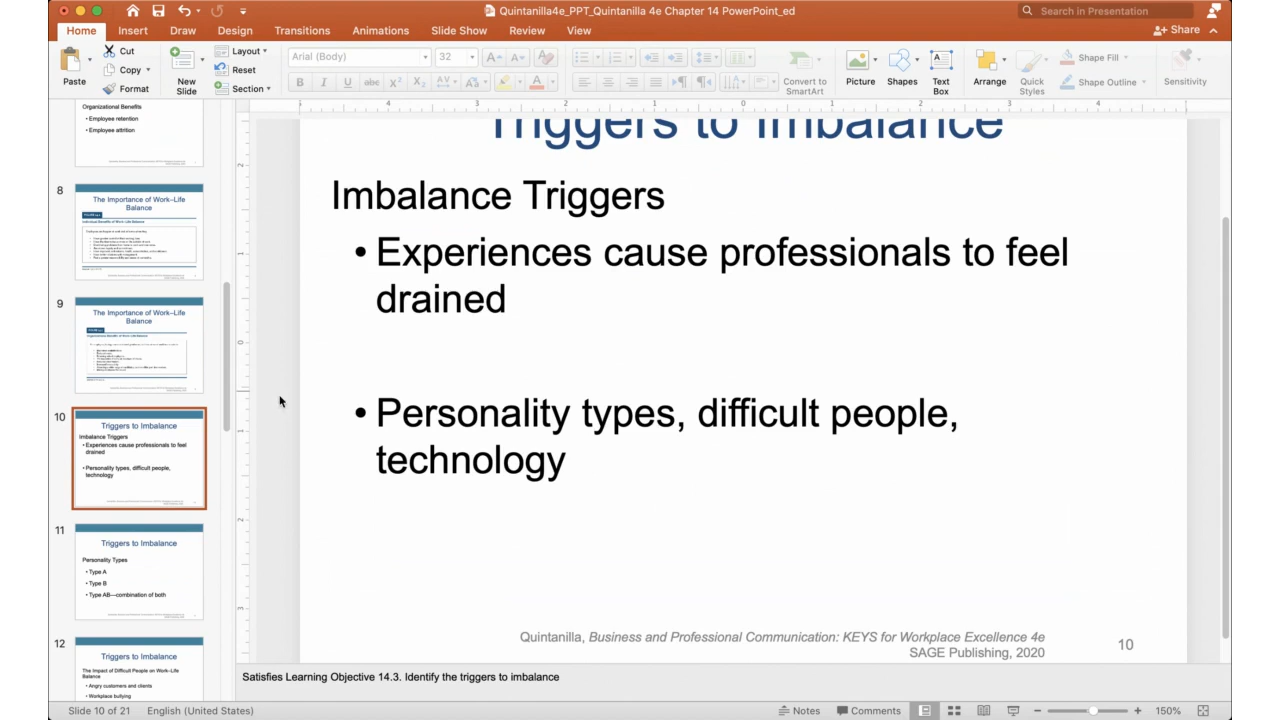 Quintanilla4e_PPT_Quintanilla 4e Chapter 14 PowerPoint_ed
Search in Presentation
Home Insert Draw Design Transitions Animations Slide Show Review View
Share
Paste
Cut
Copy
Format
New
Slide
Layout
Reset
Section
Arial (Body) 32
Convert to
SmartArt
Picture
Shapes
Text
Box
Arrange
Quick
Styles
Shape Fill
Shape Outline
Sensitivity
Organizational Benefits
• Employee retention
• Employee attrition
8
The Importance of Work–Life
Balance
9
The Importance of Work–Life
Balance
10
Triggers to Imbalance
Imbalance Triggers
• Experiences cause professionals to feel
drained
• Personality types, difficult people,
technology
11
Triggers to Imbalance
Personality Types
• Type A
• Type B
• Type AB—combination of both
12
Triggers to Imbalance
The Impact of Difficult People on Work–Life
Balance
• Angry customers and clients
• Workplace bullying
Triggers to Imbalance
Imbalance Triggers
• Experiences cause professionals to feel
drained
• Personality types, difficult people,
technology
Quintanilla, Business and Professional Communication: KEYS for Workplace Excellence 4e
SAGE Publishing, 2020
10
Satisfies Learning Objective 14.3. Identify the triggers to imbalance
Slide 10 of 21 English (United States)
Notes Comments 150%